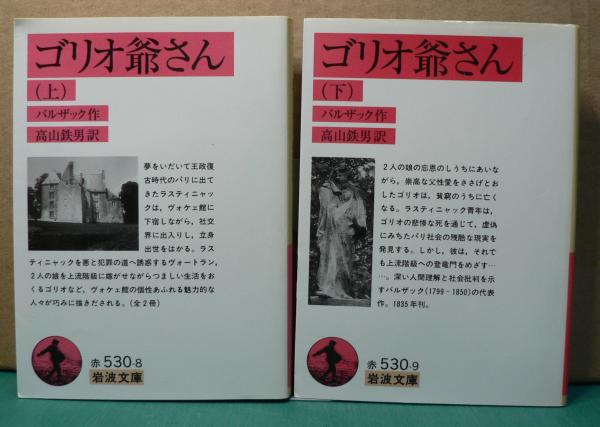 ゴリオ爺さん
(上)
バルザック作
高山鉄男訳
夢をいだいて王政復
古時代のパリに出て
きたラスティニャッ
クは，ヴォケェ館に
下宿しながら，社交
界に出入りし，立身
出世をはかる。ラス
ティニャックを悪と犯罪の道へ誘惑するヴォートラン，
2人の娘を上流階級に嫁がせながらつましい生活をお
くるゴリオなど，ヴォケェ館の個性あふれる魅力的な
人々が巧みに描きだされる。(全2冊)
赤 530-8
岩波文庫
ゴリオ爺さん
(下)
バルザック作
高山鉄男訳
2人の娘の忘恩のしうちにあいな
がら，崇高な父性愛をささげとお
したゴリオは，貧窮のうちに亡く
なる。ラスティニャック青年は，
ゴリオの悲惨な死を通じて，虚偽
にみちたパリ社会の残酷な現実を
発見する。しかし，彼は，それで
も上流階級への登竜門をめざす……
…。深い人間理解と社会批判を示
すバルザック(1799‐1850)の代表
作。1835年刊。
赤 530-9
岩波文庫